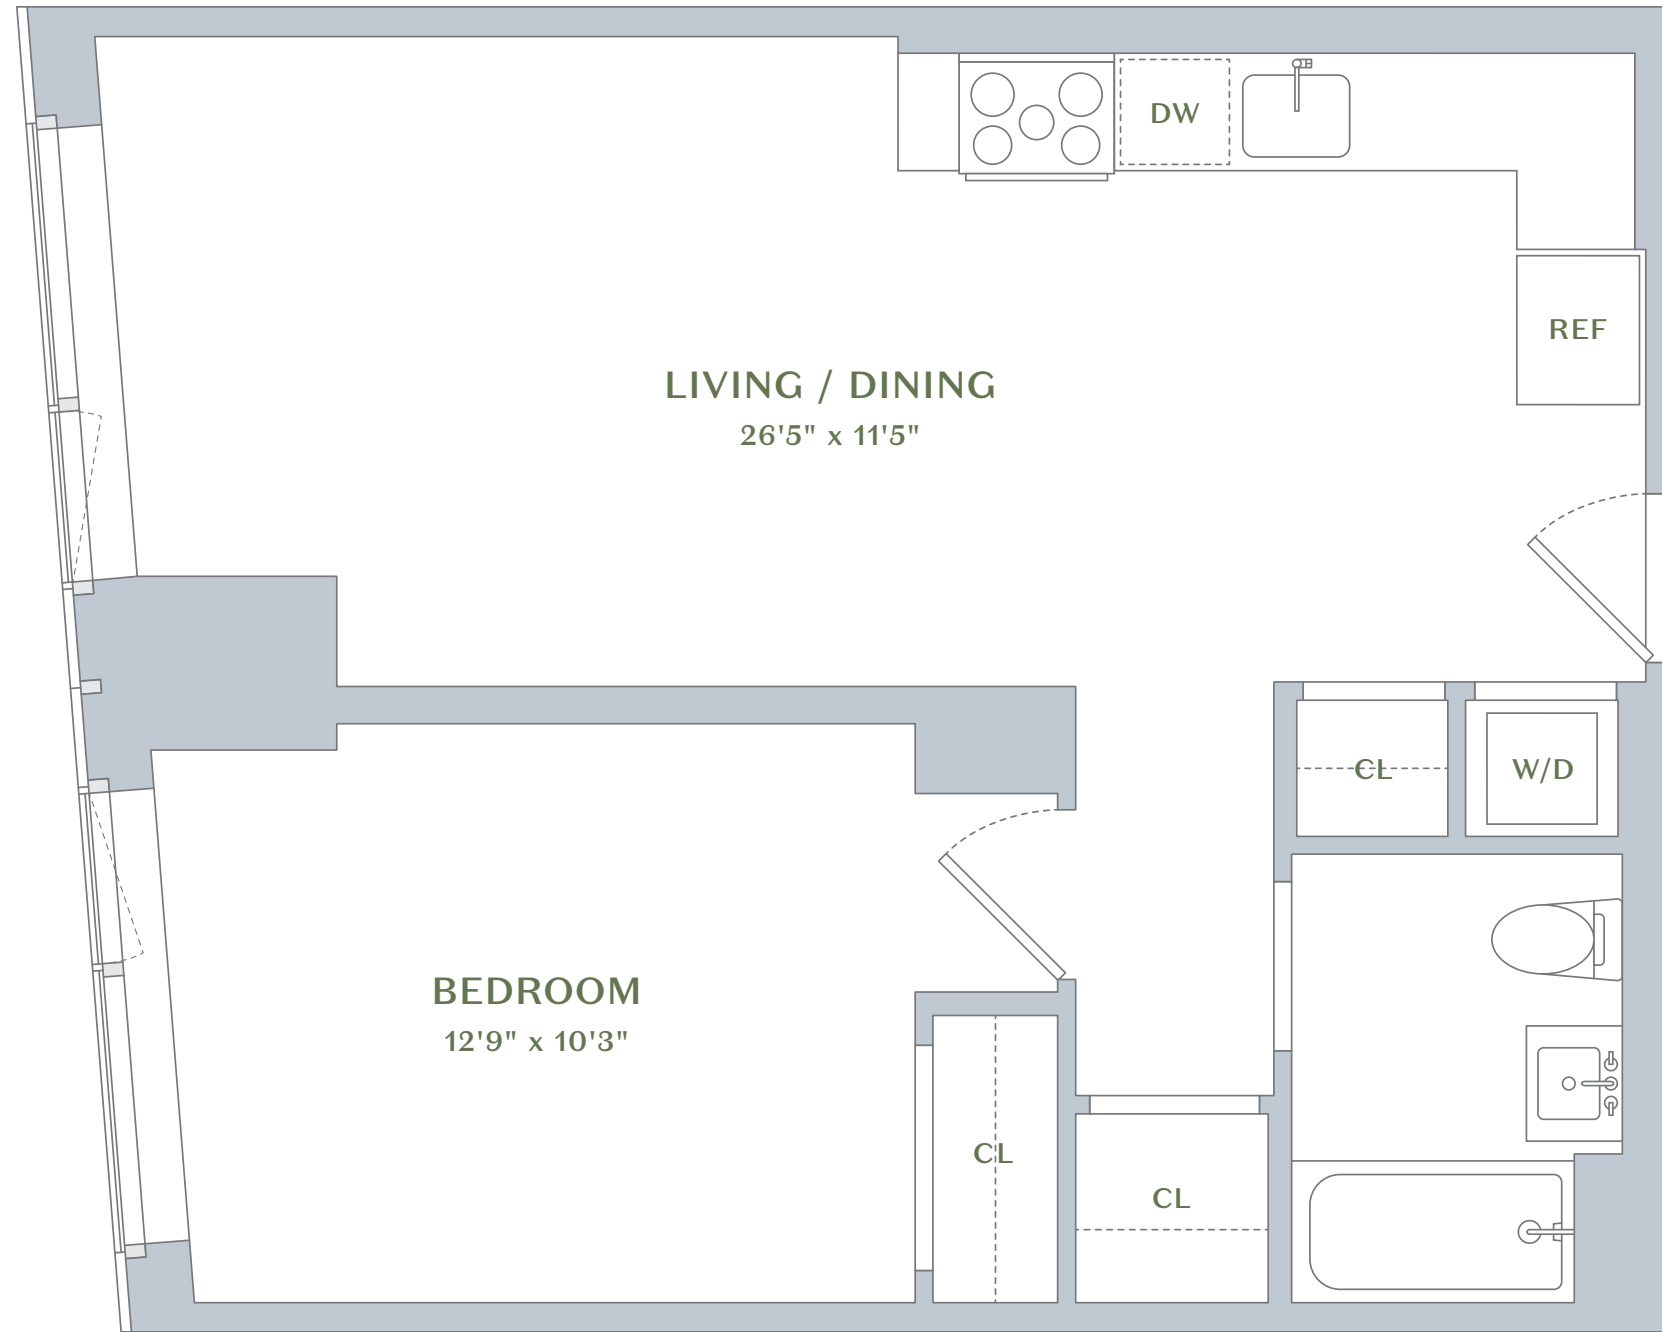 DW
REF
LIVING / DINING
26'5" x 11'5"
CL
W/D
BEDROOM
12'9" x 10'3"
CL
CL